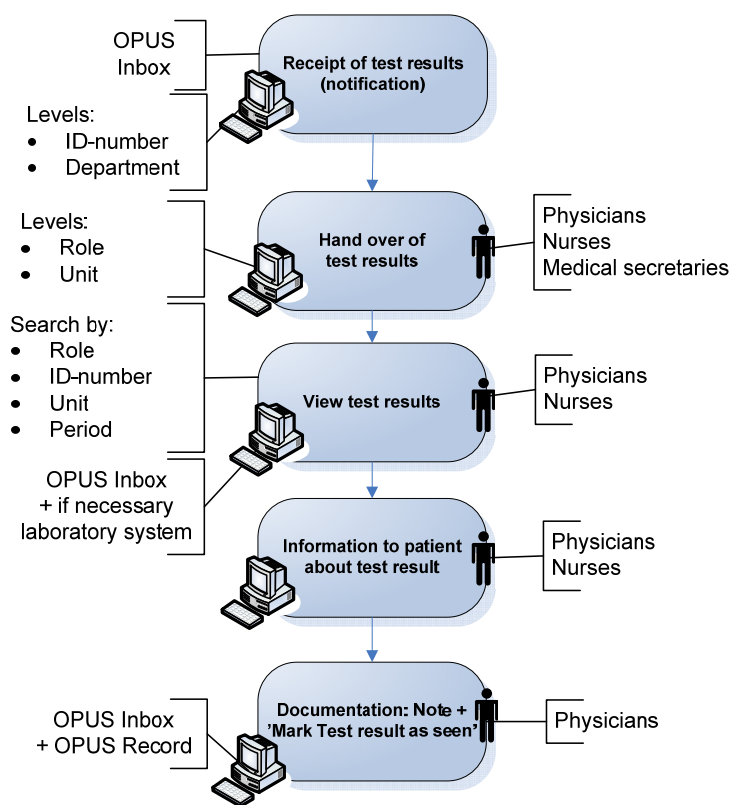 OPUS
Inbox
Receipt of test results
(notification)
Levels:
• ID-number
• Department
Levels:
• Role
• Unit
Hand over of
test results
Physicians
Nurses
Medical secretaries
Search by:
• Role
• ID-number
• Unit
• Period
View test results
Physicians
Nurses
OPUS Inbox
+ if necessary
laboratory system
Information to patient
about test result
Physicians
Nurses
OPUS Inbox
+ OPUS Record
Documentation: Note +
'Mark Test result as seen'
Physicians